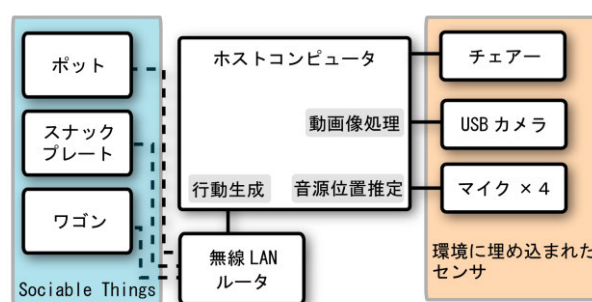 ポット
スナック
プレート
ワゴン
Sociable Things
ホストコンピュータ
動画像処理
行動生成
音源位置推定
無線 LAN
ルータ
チェアー
USB カメラ
マイク ×4
環境に埋め込まれた
センサ